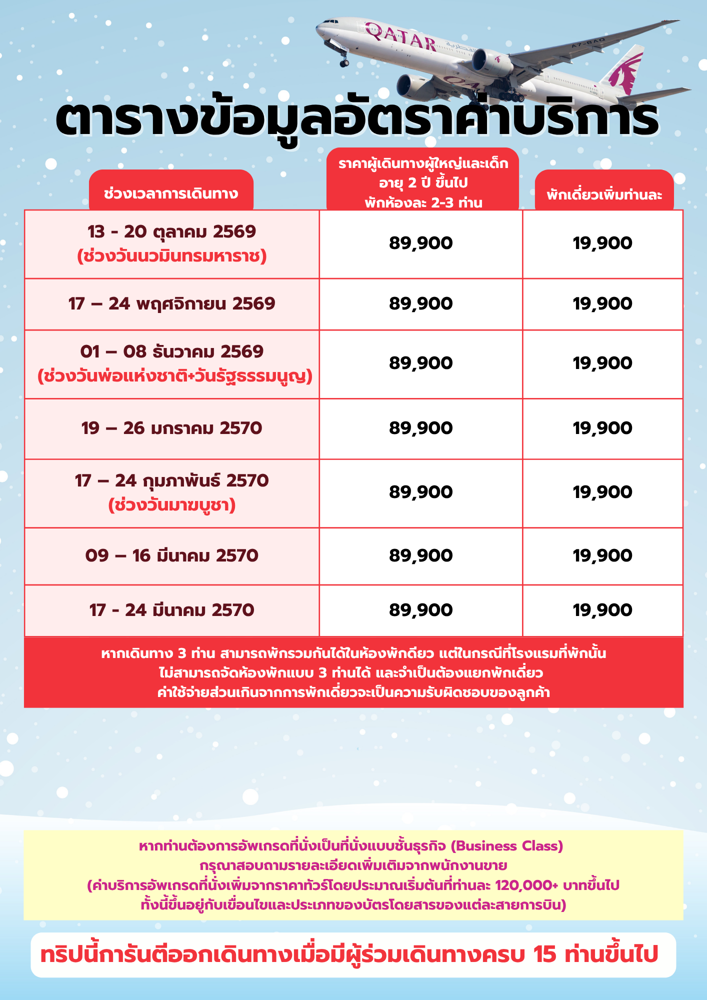 QATAR
القطرية
A7-BAQ
ตารางข้อมูลอัตราค่าบริการ
ช่วงเวลาการเดินทาง
ราคาผู้เดินทางผู้ใหญ่และเด็ก
อายุ 2 ปี ขึ้นไป
พักห้องละ 2-3 ท่าน
พักเดี่ยวเพิ่มท่านละ
13 - 20 ตุลาคม 2569
(ช่วงวันนวมินทรมหาราช)
89,900
19,900
17 – 24 พฤศจิกายน 2569
89,900
19,900
01 – 08 ธันวาคม 2569
(ช่วงวันพ่อแห่งชาติ+วันรัฐธรรมนูญ)
89,900
19,900
19 – 26 มกราคม 2570
89,900
19,900
17 – 24 กุมภาพันธ์ 2570
(ช่วงวันมาฆบูชา)
89,900
19,900
09 – 16 มีนาคม 2570
89,900
19,900
17 - 24 มีนาคม 2570
89,900
19,900
หากเดินทาง 3 ท่าน สามารถพักรวมกันได้ในห้องพักดียว แต่ในกรณีที่โรงแรมที่พักนั้น
ไม่สามารถจัดห้องพักแบบ 3 ท่านได้ และจำเป็นต้องแยกพักเดี่ยว
ค่าใช้จ่ายส่วนเกินจากการพักเดี่ยวจะเป็นความรับผิดชอบของลูกค้า
หากท่านต้องการอัพเกรดที่นั่งเป็นที่นั่งแบบชั้นธุรกิจ (Business Class)
กรุณาสอบถามรายละเอียดเพิ่มเติมจากพนักงานขาย
(ค่าบริการอัพเกรดที่นั่งเพิ่มจากราคาทัวร์โดยประมาณเริ่มต้นที่ท่านละ 120,000+ บาทขึ้นไป
ทั้งนี้ขึ้นอยู่กับเงื่อนไขและประเภทของบัตรโดยสารของแต่ละสายการบิน)
ทริปนี้การันตีออกเดินทางเมื่อมีผู้ร่วมเดินทางครบ 15 ท่านขึ้นไป